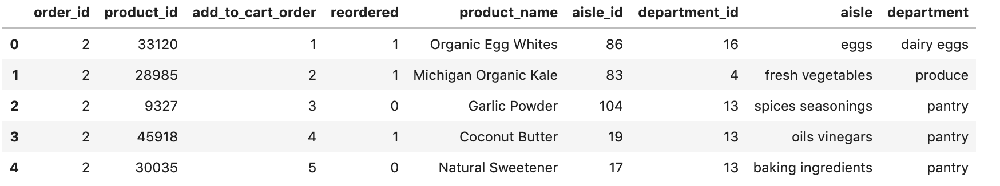 order_id product_id add_to_cart_order reordered product_name aisle_id department_id aisle department
0 2 33120 1 1 Organic Egg Whites 86 16 eggs dairy eggs
1 2 28985 2 1 Michigan Organic Kale 83 4 fresh vegetables produce
2 2 9327 3 0 Garlic Powder 104 13 spices seasonings pantry
3 2 45918 4 1 Coconut Butter 19 13 oils vinegars pantry
4 2 30035 5 0 Natural Sweetener 17 13 baking ingredients pantry